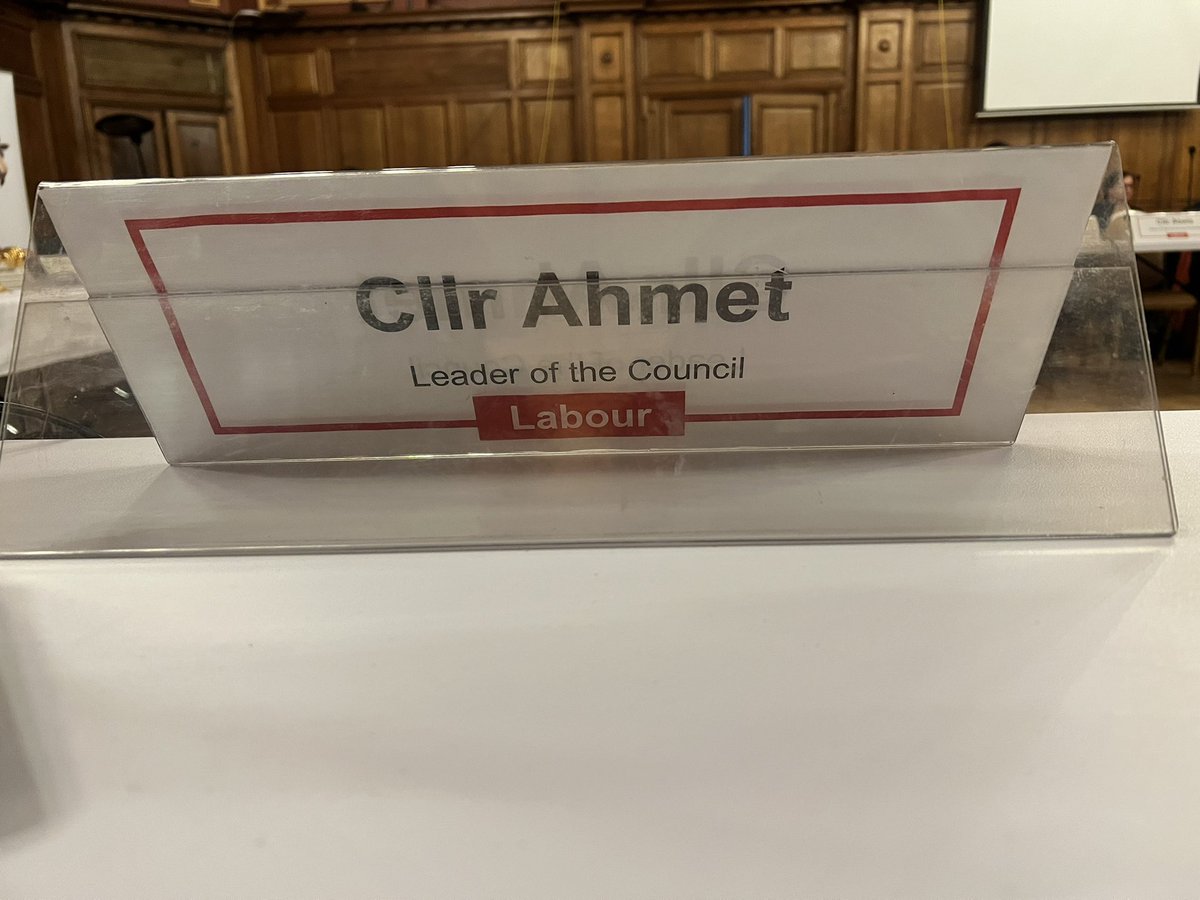 Cllr Ahmet
Leader of the Council
Labour